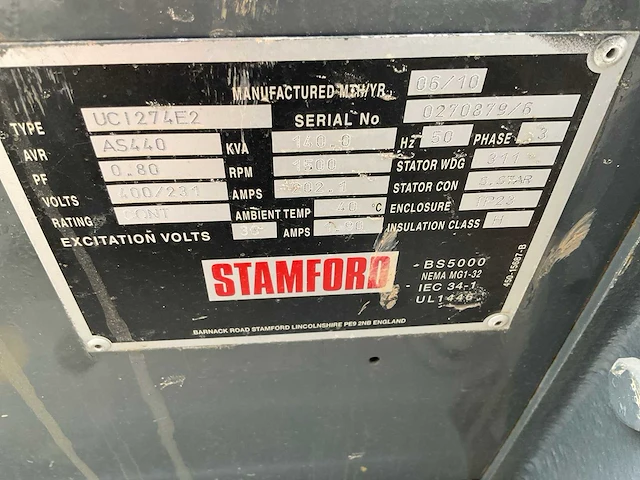 MANUFACTURED MTH/YR. 06/10
TYPE UCI274E2 SERIAL No 0270879/6
AVR AS440 KVA 140.0 Hz 50 PHASE 3
PF 0.80 RPM 1500 STATOR WDG 311
VOLTS 400/231 AMPS 202.1 STATOR CON S.STAR
RATING CONT AMBIENT TEMP 40 °C ENCLOSURE IP23
EXCITATION VOLTS AMPS INSULATION CLASS H
STAMFORD
- BS5000
NEMA MG1-32
- IEC 34-1
UL1446
450-15687-B
BARNACK ROAD STAMFORD LINCOLNSHIRE PE9 2NB ENGLAND